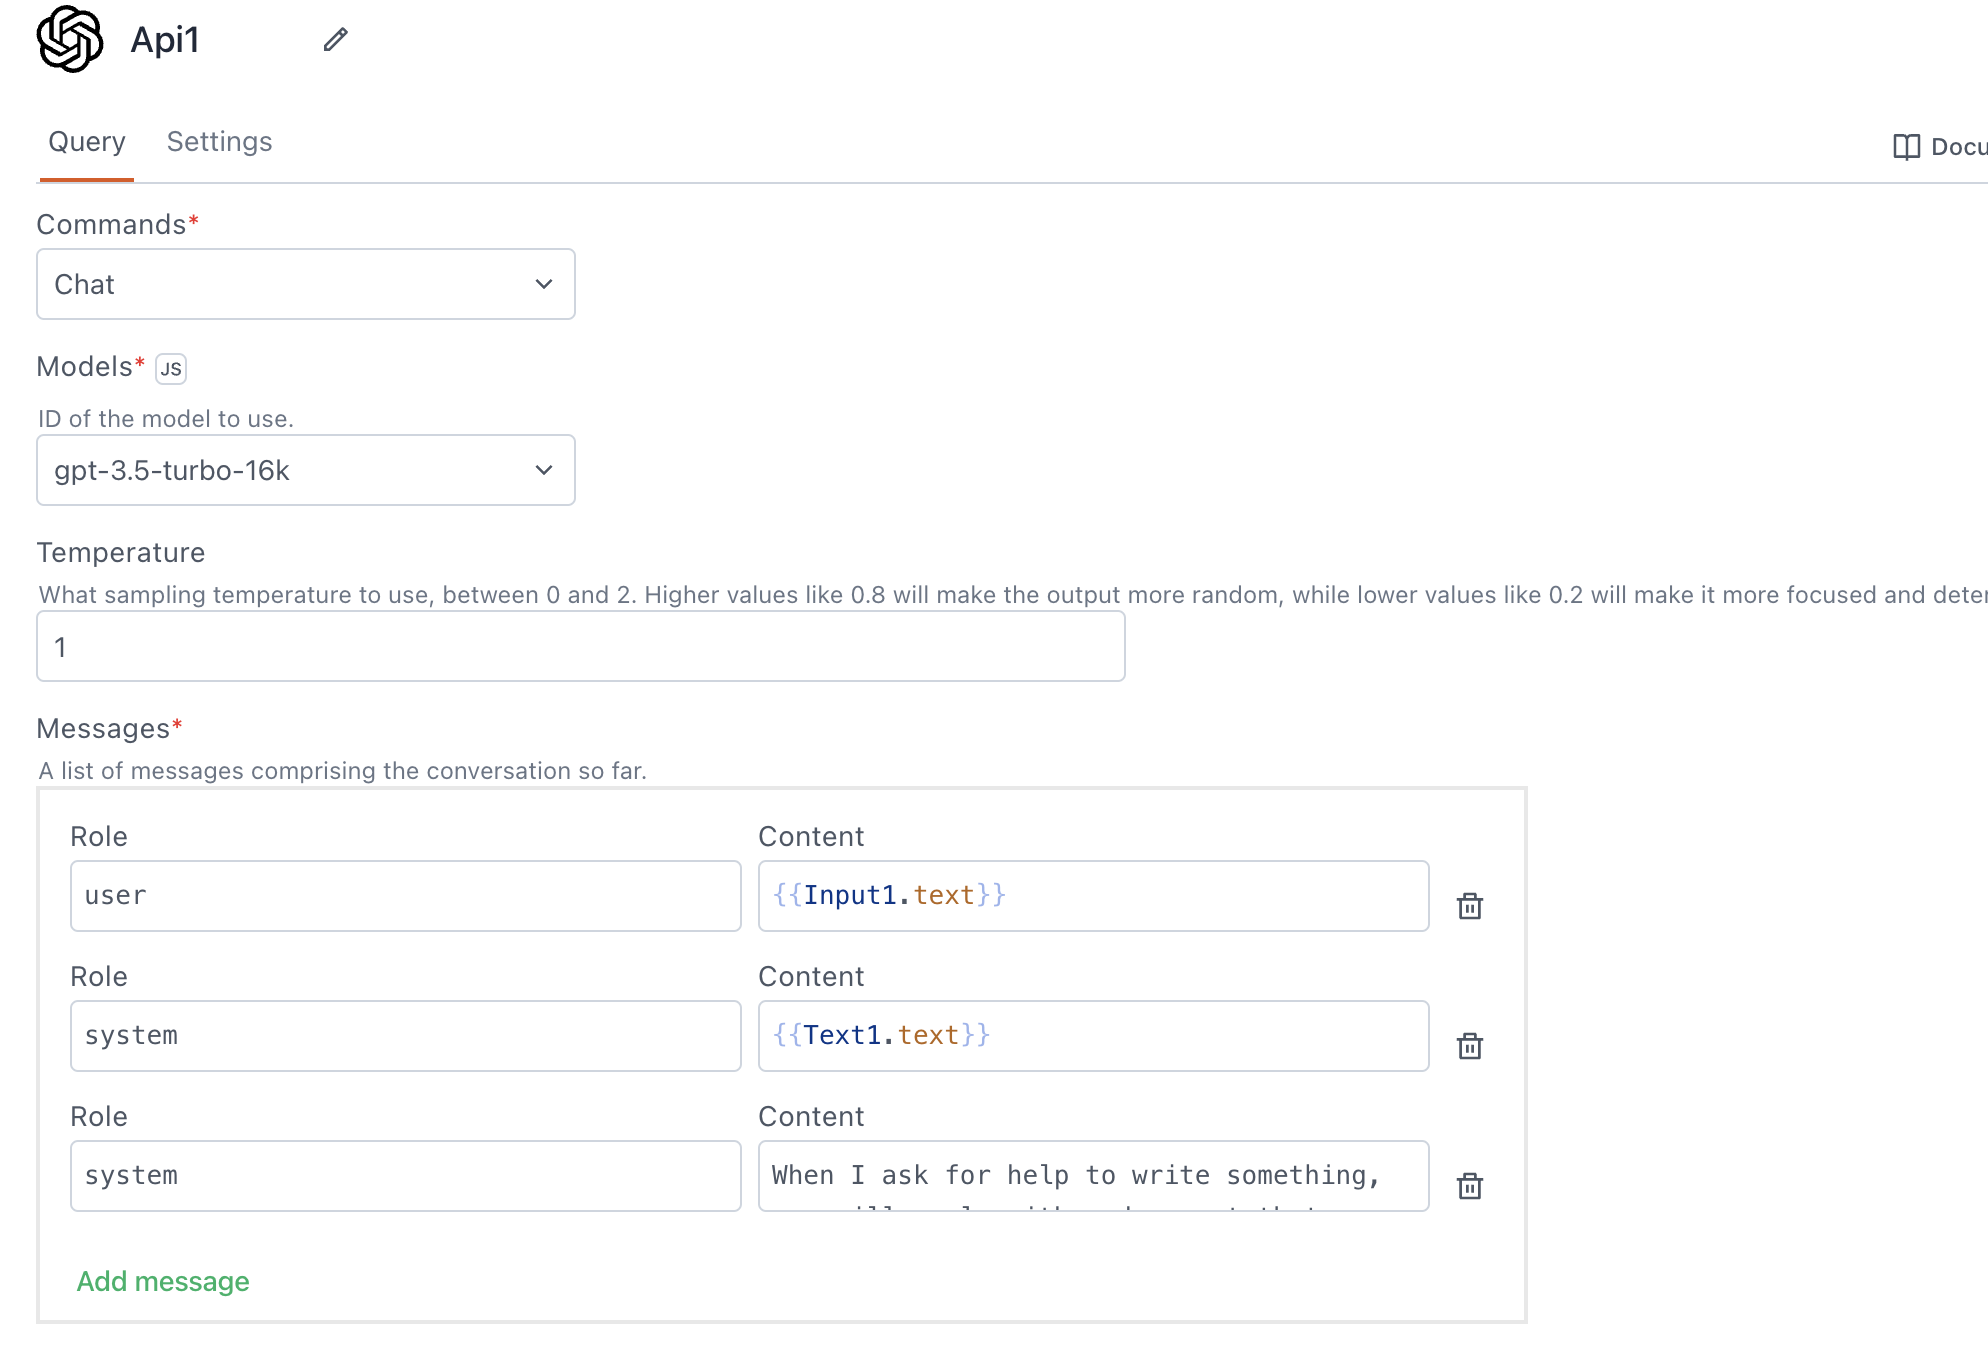 Api1
Query Settings
Docu
Commands*
Chat
Models* JS
ID of the model to use.
gpt-3.5-turbo-16k
Temperature
What sampling temperature to use, between 0 and 2. Higher values like 0.8 will make the output more random, while lower values like 0.2 will make it more focused and deter
1
Messages*
A list of messages comprising the conversation so far.
Role Content
user {{Input1.text}}
Role Content
system {{Text1.text}}
Role Content
system When I ask for help to write something,
Add message